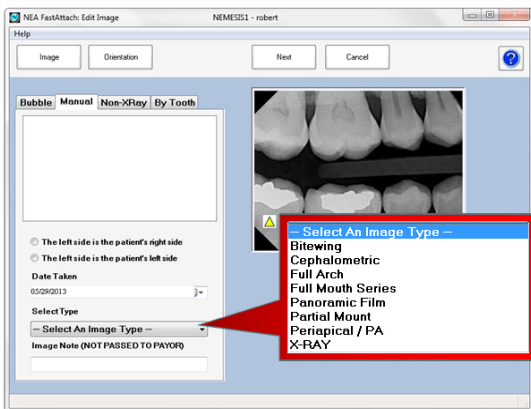 NEA FastAttach: Edit Image NEMESIS1 - robert
Help
Image Orientation Next Cancel ?
Bubble Manual Non-XRay By Tooth
The left side is the patient's right side
The left side is the patient's left side
Date Taken
05/29/2013
Select Type
-- Select An Image Type --
Image Note (NOT PASSED TO PAYOR)
-- Select An Image Type --
Bitewing
Cephalometric
Full Arch
Full Mouth Series
Panoramic Film
Partial Mount
Periapical / PA
X-RAY